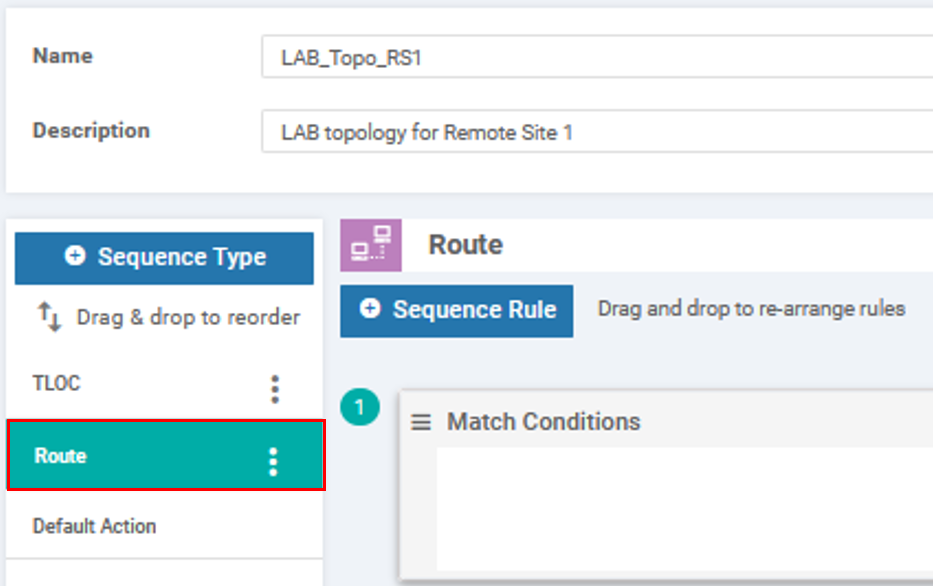 Name
LAB_Topo_RS1
Description
LAB topology for Remote Site 1
Sequence Type
Drag & drop to reorder
TLOC
Route
Default Action
Route
Sequence Rule
Drag and drop to re-arrange rules
1
Match Conditions